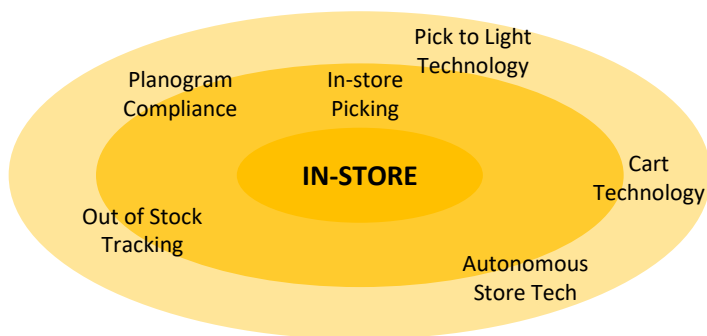 Pick to Light
Technology
Planogram
Compliance
In-store
Picking
IN-STORE
Cart
Technology
Out of Stock
Tracking
Autonomous
Store Tech